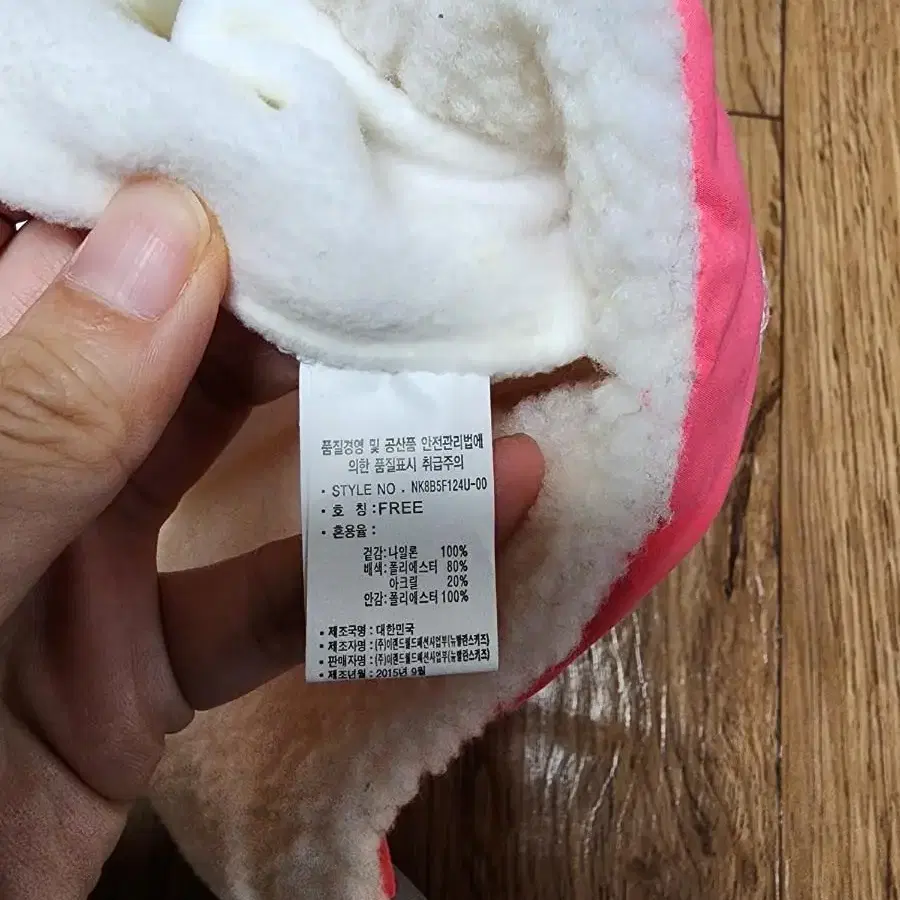 품질경영 및 공산품 안전관리법에
의한 품질표시 취급주의
• STYLE NO . NK8B5F124U-00
• 호 칭 : FREE
• 혼용율 :
겉감 : 나일론 100%
배색 : 폴리에스터 80%
아크릴 20%
안감 : 폴리에스터 100%
• 제조국명 : 대한민국
• 제조자명 : (주)이랜드월드패션사업부(뉴발란스키즈)
• 판매자명 : (주)이랜드월드패션사업부(뉴발란스키즈)
• 제조년월 : 2015년 9월